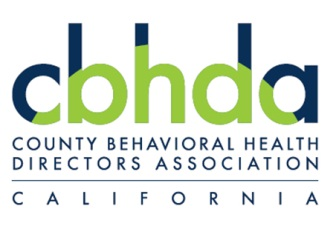 cbhda
COUNTY BEHAVIORAL HEALTH
DIRECTORS ASSOCIATION
CALIFORNIA